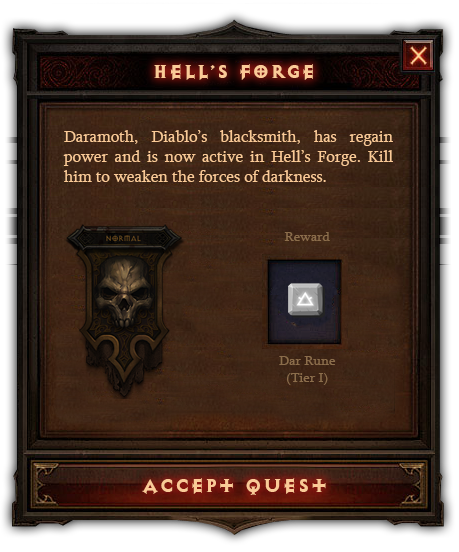 HELL'S FORGE
Daramoth, Diablo's blacksmith, has regain
power and is now active in Hell's Forge. Kill
him to weaken the forces of darkness.
NORMAL
Reward
Dar Rune
(Tier I)
ACCEPT QUEST